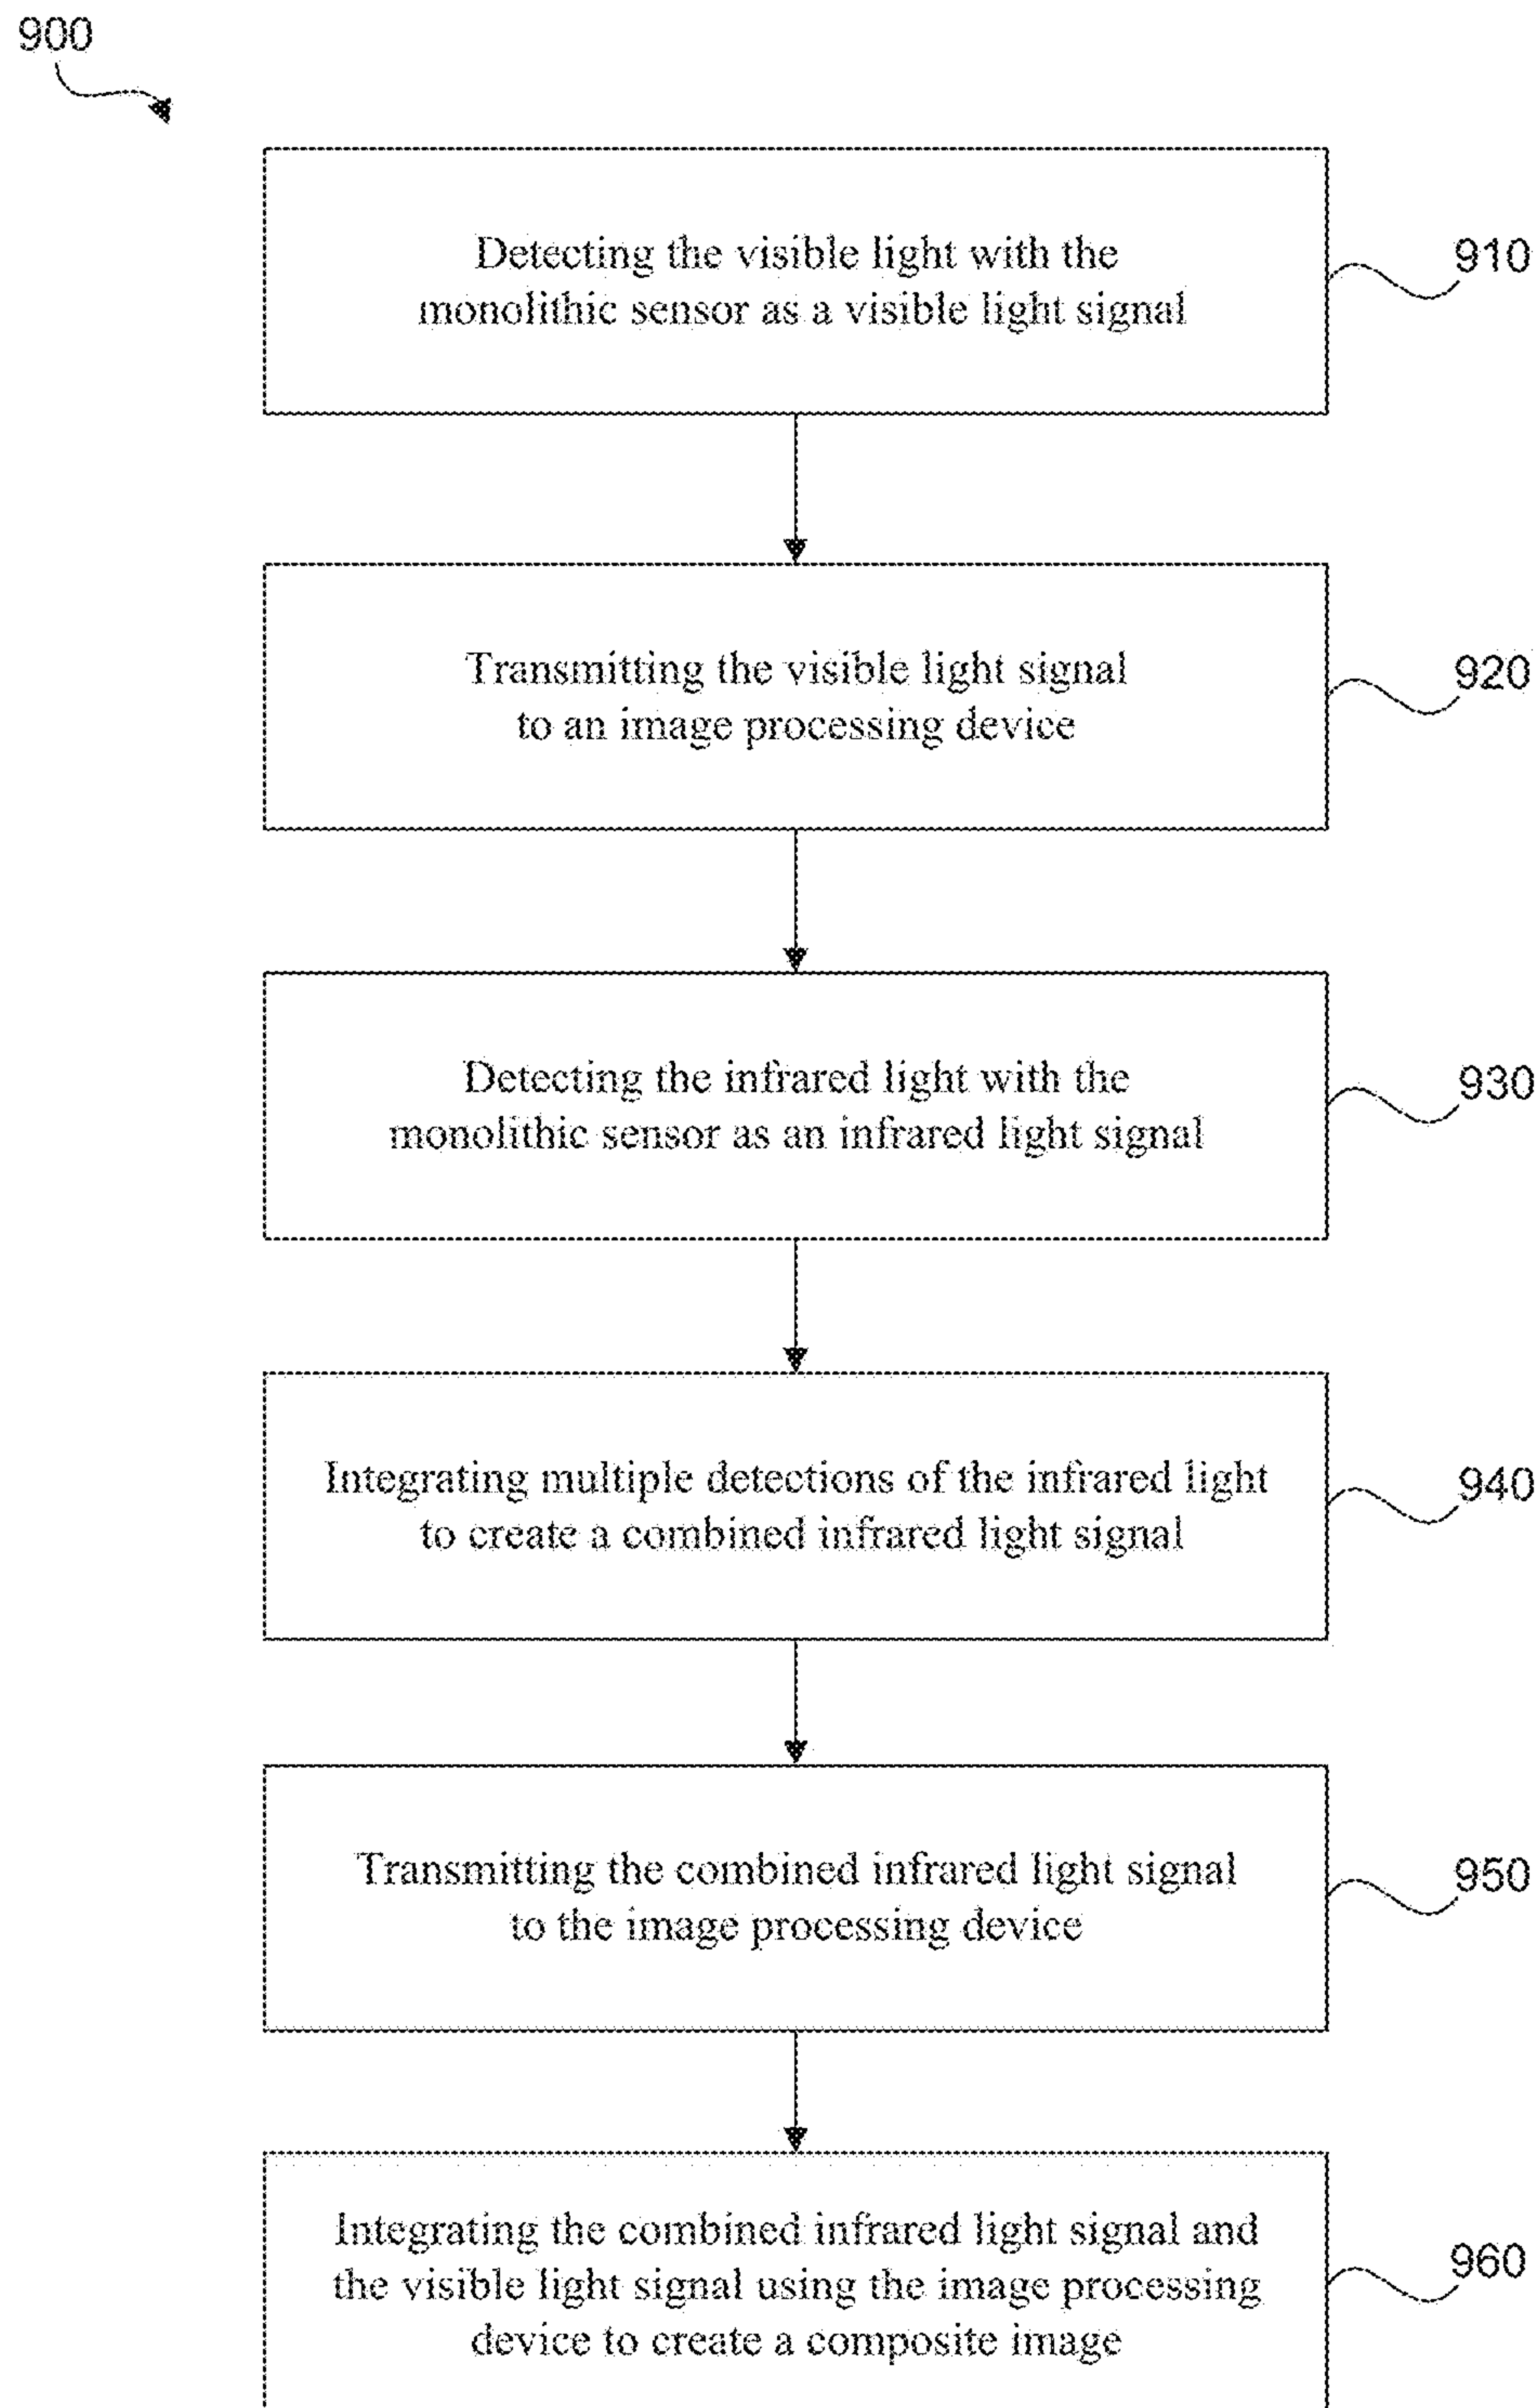 900
Detecting the visible light with the
monolithic sensor as a visible light signal
910
Transmitting the visible light signal
to an image processing device
920
Detecting the infrared light with the
monolithic sensor as an infrared light signal
930
Integrating multiple detections of the infrared light
to create a combined infrared light signal
940
Transmitting the combined infrared light signal
to the image processing device
950
Integrating the combined infrared light signal and
the visible light signal using the image processing
device to create a composite image
960